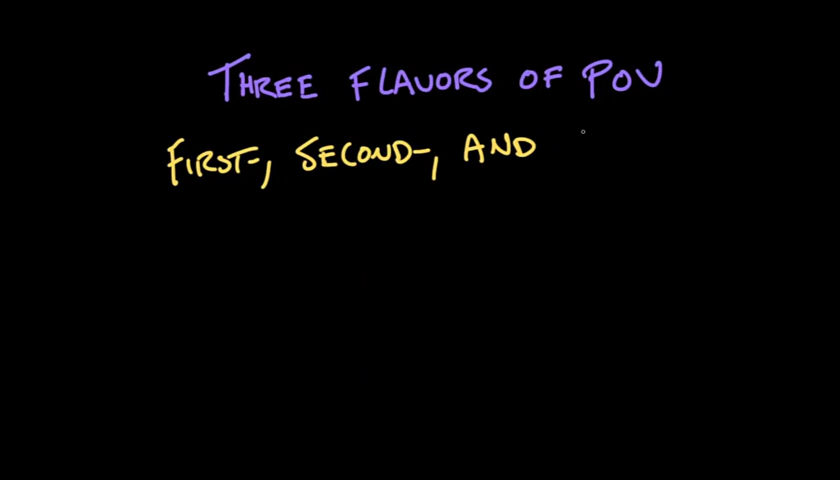 THREE FLAVORS OF POV
FIRST-, SECOND-, AND